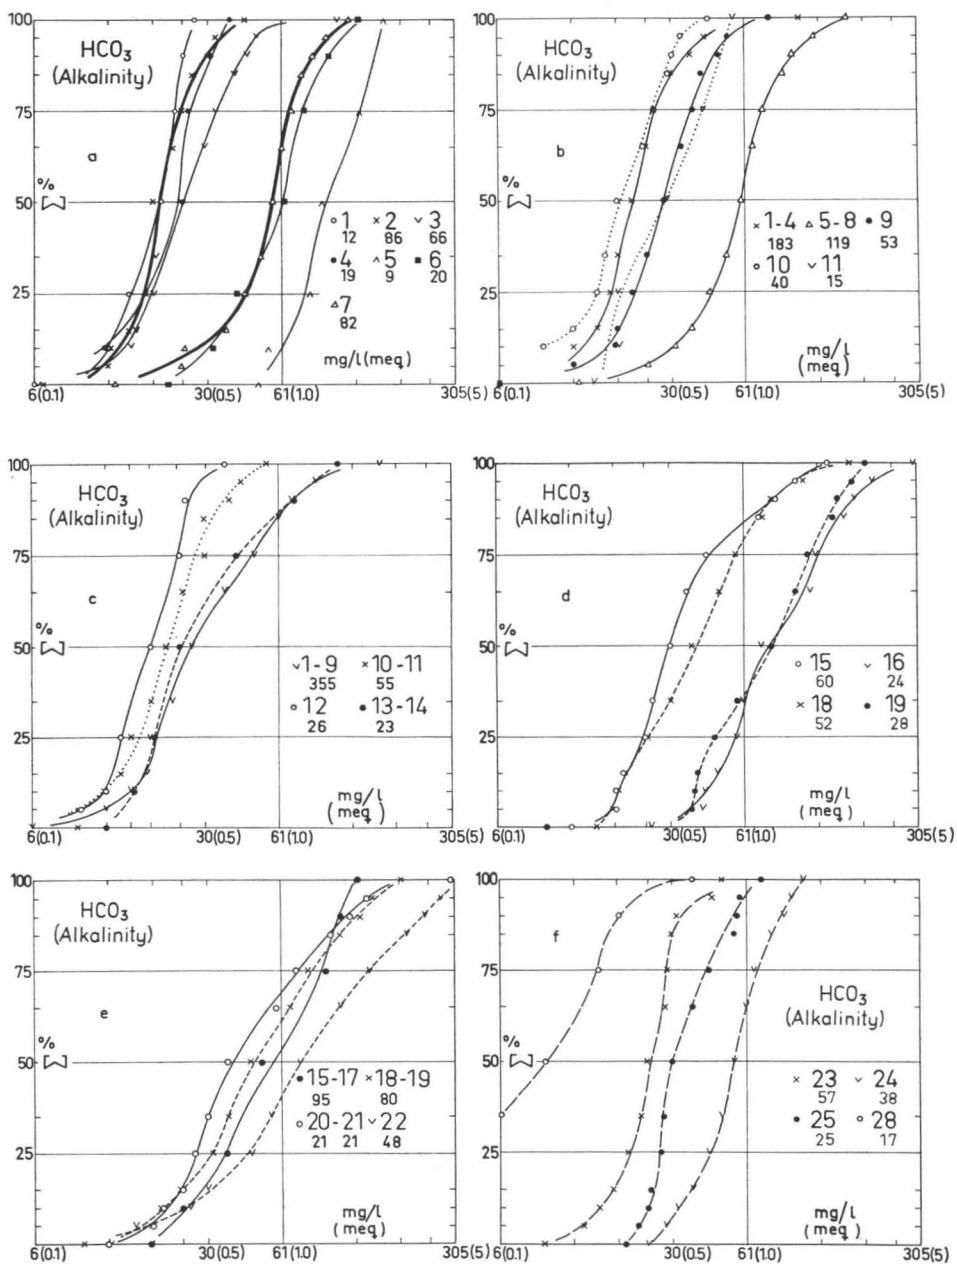 100
HCO3
(Alkalinity)
75
a
%
[Σ]
50
○ 1 × 2 ∨ 3
12 86 66
● 4 ∧ 5 ■ 6
19 9 20
25
△ 7
82
mg/l (meq)
6(0.1) 30(0.5) 61(1.0) 305(5)
100
HCO3
(Alkalinity)
75
b
%
[Σ]
50
× 1-4 △ 5-8 ● 9
183 119 53
○ 10 ∨ 11
40 15
25
mg/l
(meq)
6(0.1) 30(0.5) 61(1.0) 305(5)
100
HCO3
(Alkalinity)
75
c
%
[Σ]
50
∨ 1-9 × 10-11
355 55
○ 12 ● 13-14
26 23
25
mg/l
(meq)
6(0.1) 30(0.5) 61(1.0) 305(5)
100
HCO3
(Alkalinity)
75
d
%
[Σ]
50
○ 15 ∨ 16
60 24
× 18 ● 19
52 28
25
mg/l
(meq)
6(0.1) 30(0.5) 61(1.0) 305(5)
100
HCO3
(Alkalinity)
75
e
%
[Σ]
50
● 15-17 × 18-19
95 80
○ 20-21 ∨ 22
21 21 48
25
mg/l
(meq)
6(0.1) 30(0.5) 61(1.0) 305(5)
100
f
75
HCO3
(Alkalinity)
%
[Σ]
50
× 23 ∨ 24
57 38
● 25 ○ 28
25 17
25
mg/l
(meq)
6(0.1) 30(0.5) 61(1.0) 305(5)